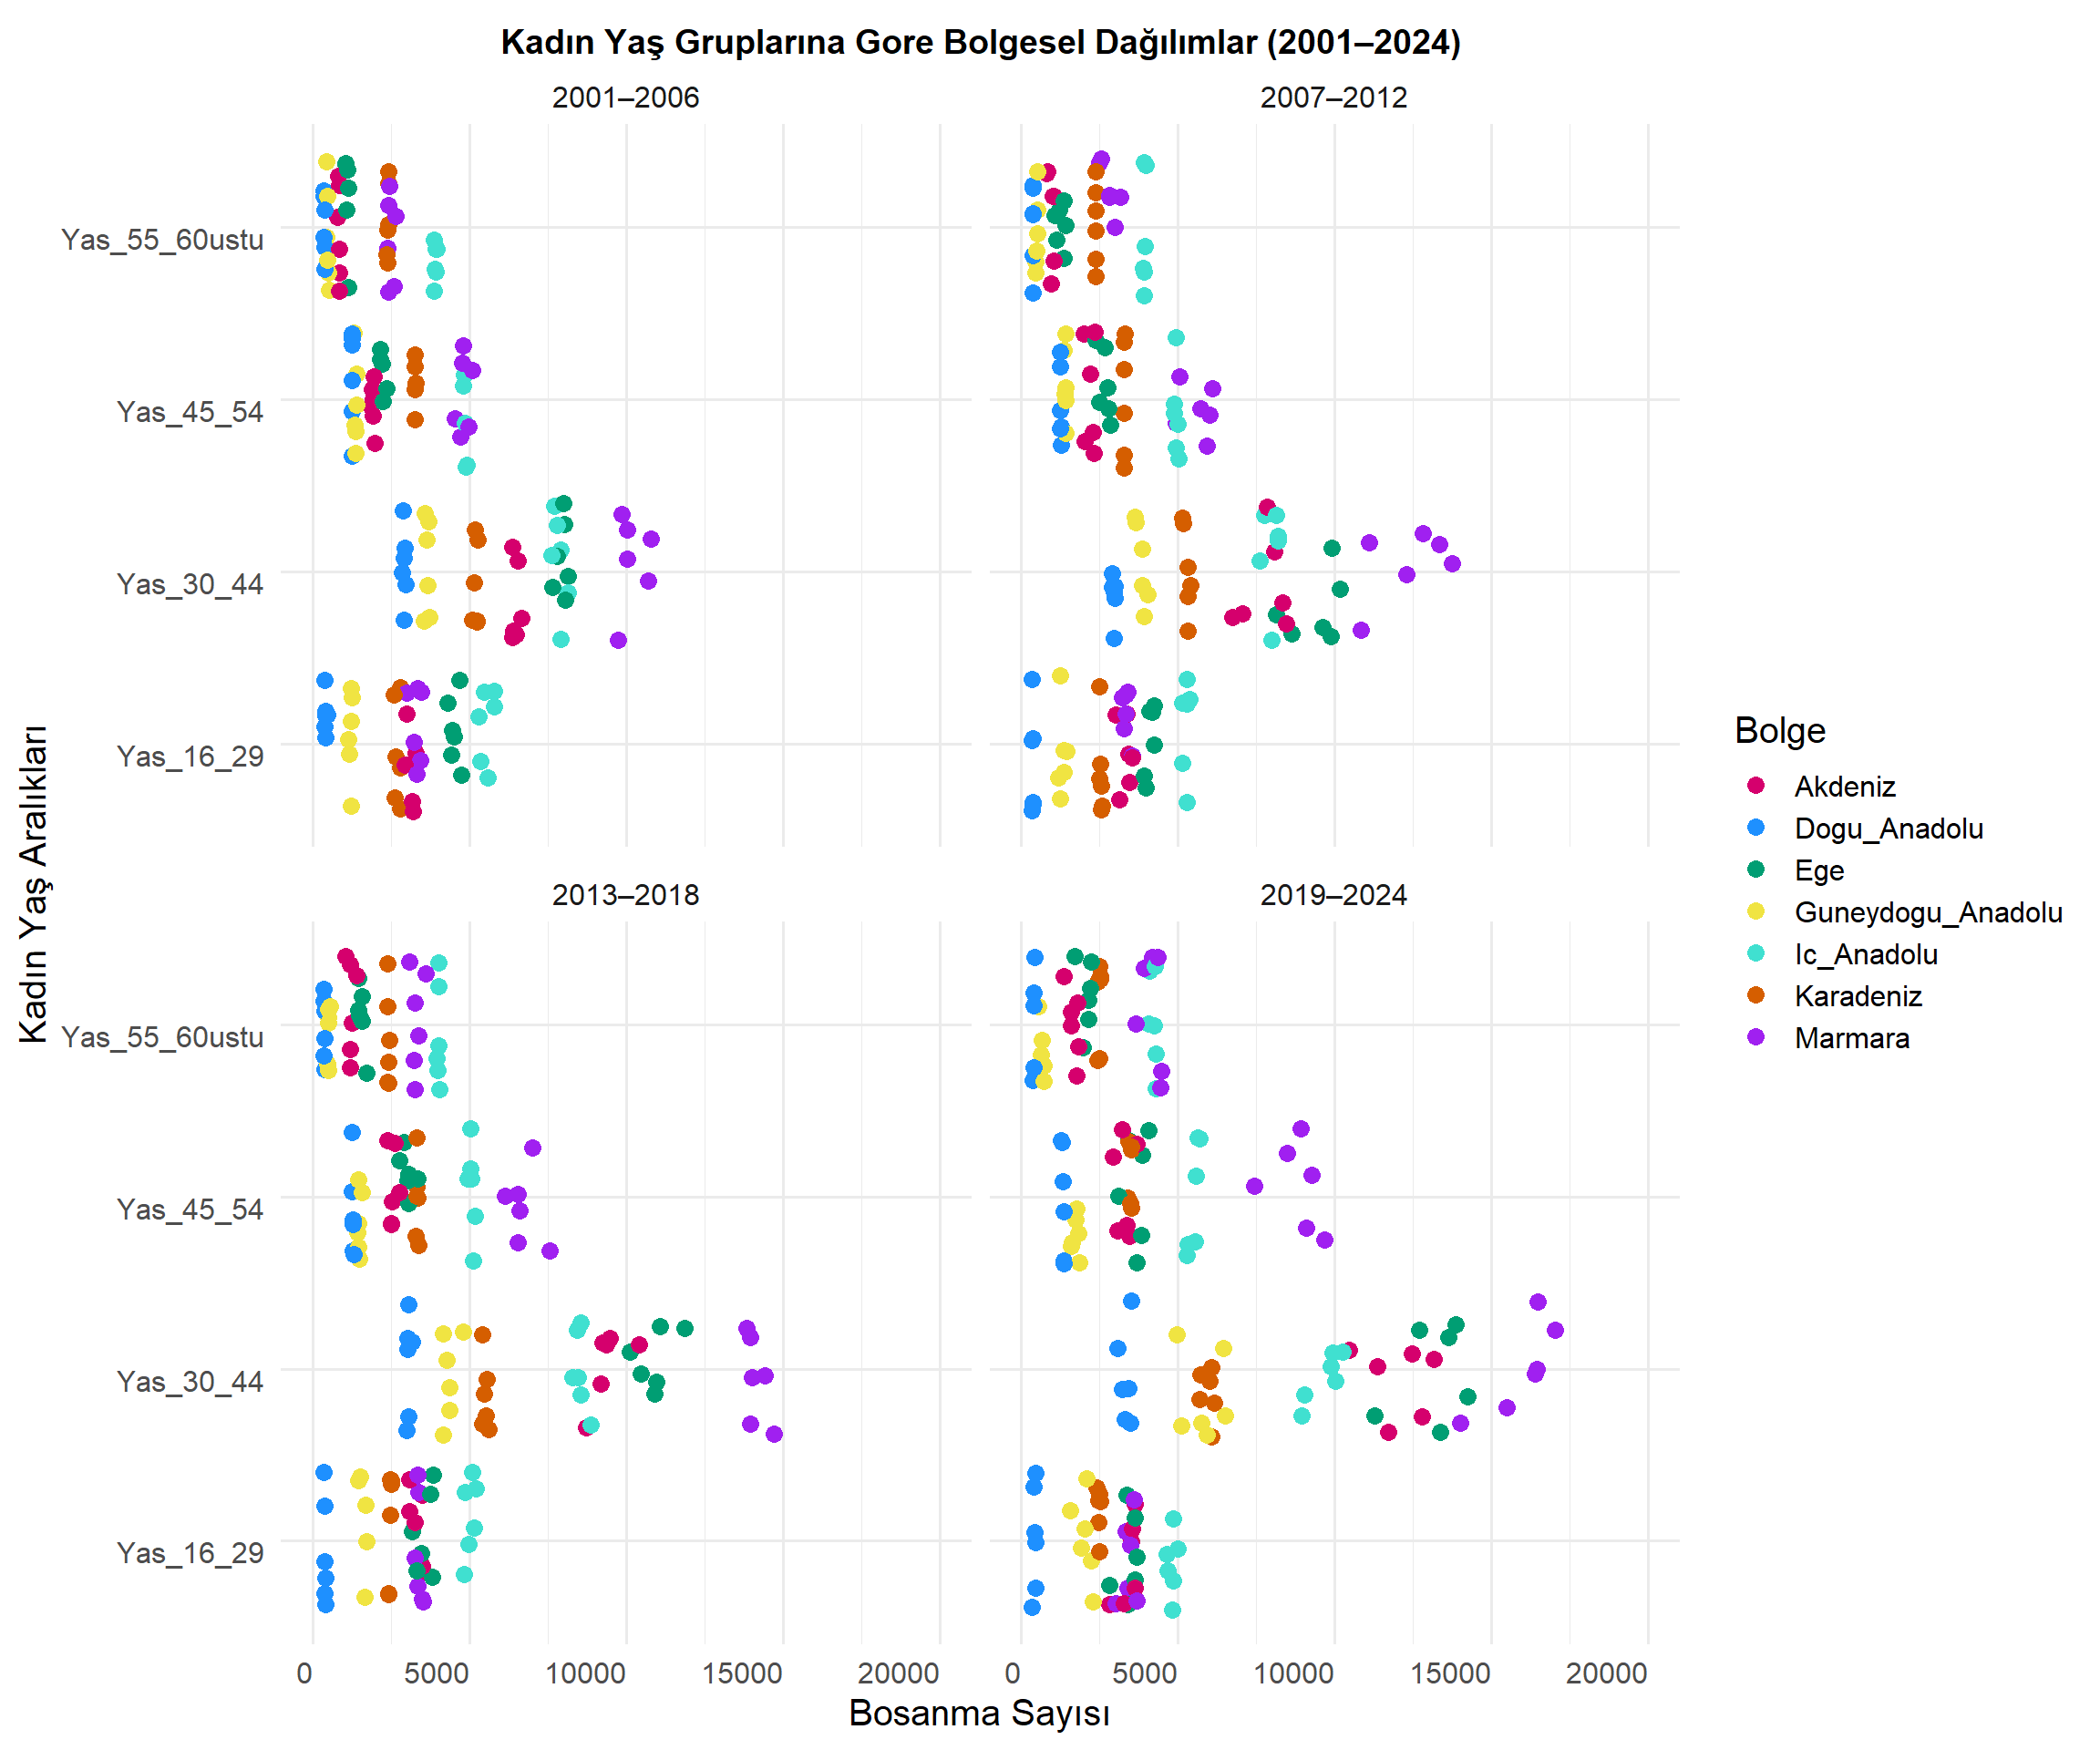 Kadın Yaş Gruplarına Gore Bolgesel Dağılımlar (2001–2024)
2001–2006
2007–2012
Yas_55_60ustu
Yas_45_54
Yas_30_44
Yas_16_29
2013–2018
2019–2024
Yas_55_60ustu
Yas_45_54
Yas_30_44
Yas_16_29
0 5000 10000 15000 20000
0 5000 10000 15000 20000
Bosanma Sayısı
Kadın Yaş Aralıkları
Bolge
Akdeniz
Dogu_Anadolu
Ege
Guneydogu_Anadolu
Ic_Anadolu
Karadeniz
Marmara